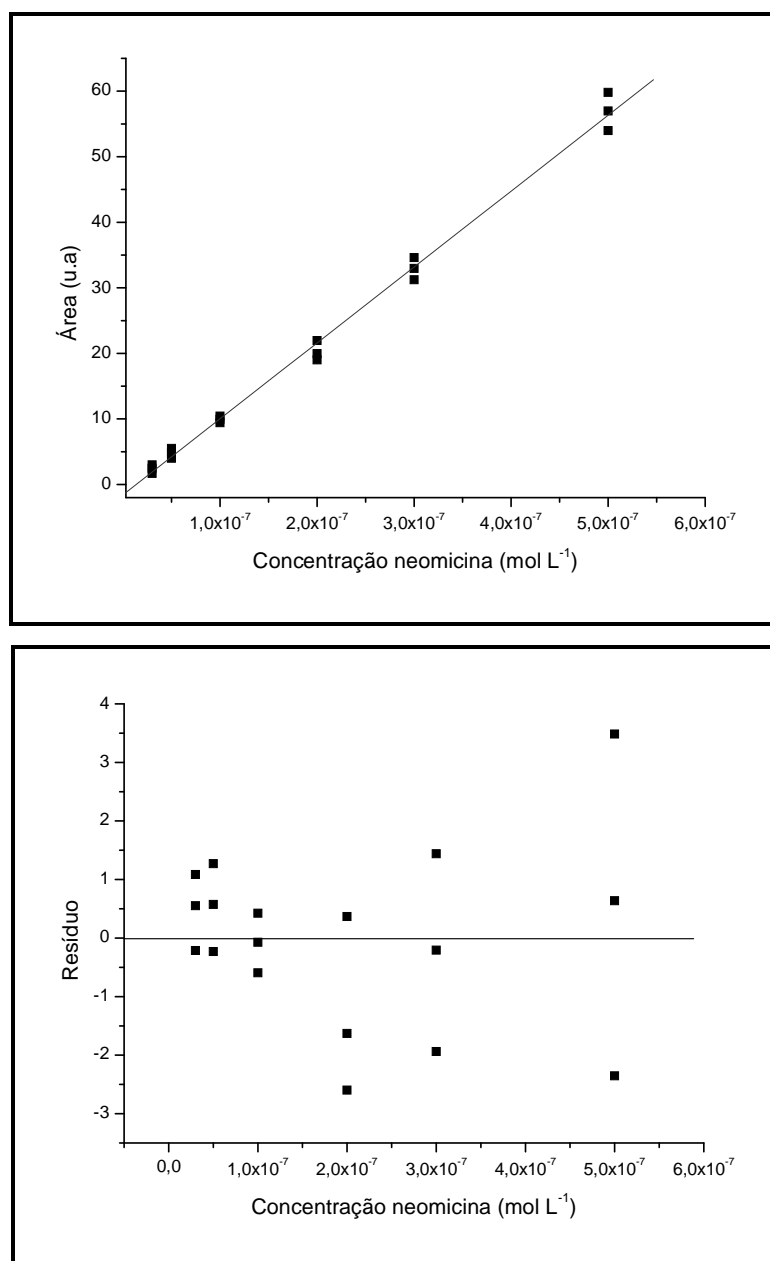 60
50
40
30
20
10
0
Área (u.a)
1,0x10⁻⁷ 2,0x10⁻⁷ 3,0x10⁻⁷ 4,0x10⁻⁷ 5,0x10⁻⁷ 6,0x10⁻⁷
Concentração neomicina (mol L⁻¹)
4
3
2
1
0
-1
-2
-3
Resíduo
0,0 1,0x10⁻⁷ 2,0x10⁻⁷ 3,0x10⁻⁷ 4,0x10⁻⁷ 5,0x10⁻⁷ 6,0x10⁻⁷
Concentração neomicina (mol L⁻¹)